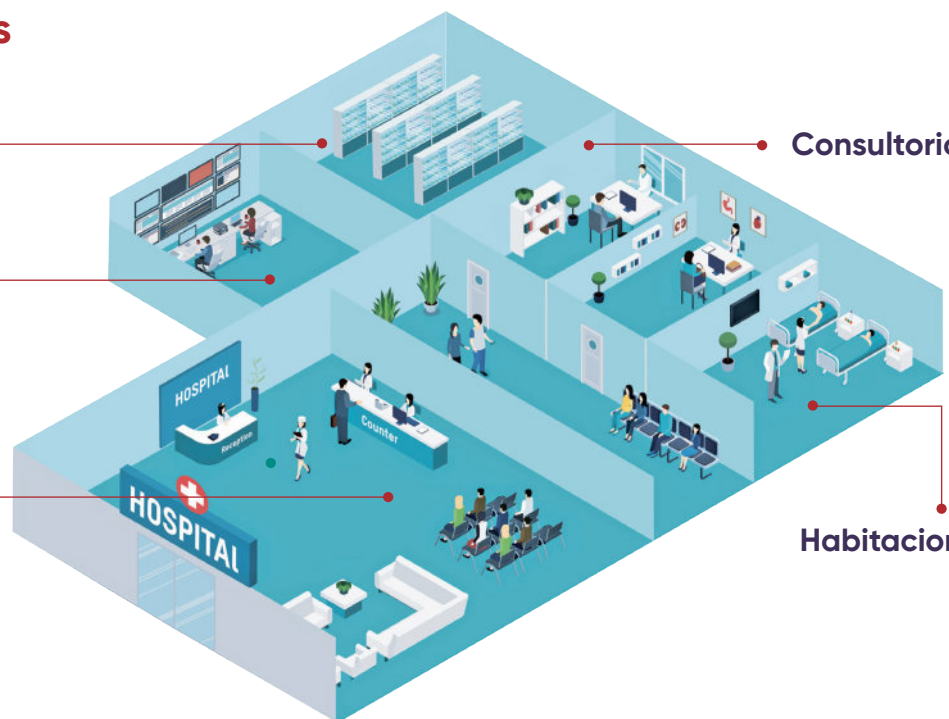 s
Consultorio
HOSPITAL
Reception
Counter
HOSPITAL
Habitacion